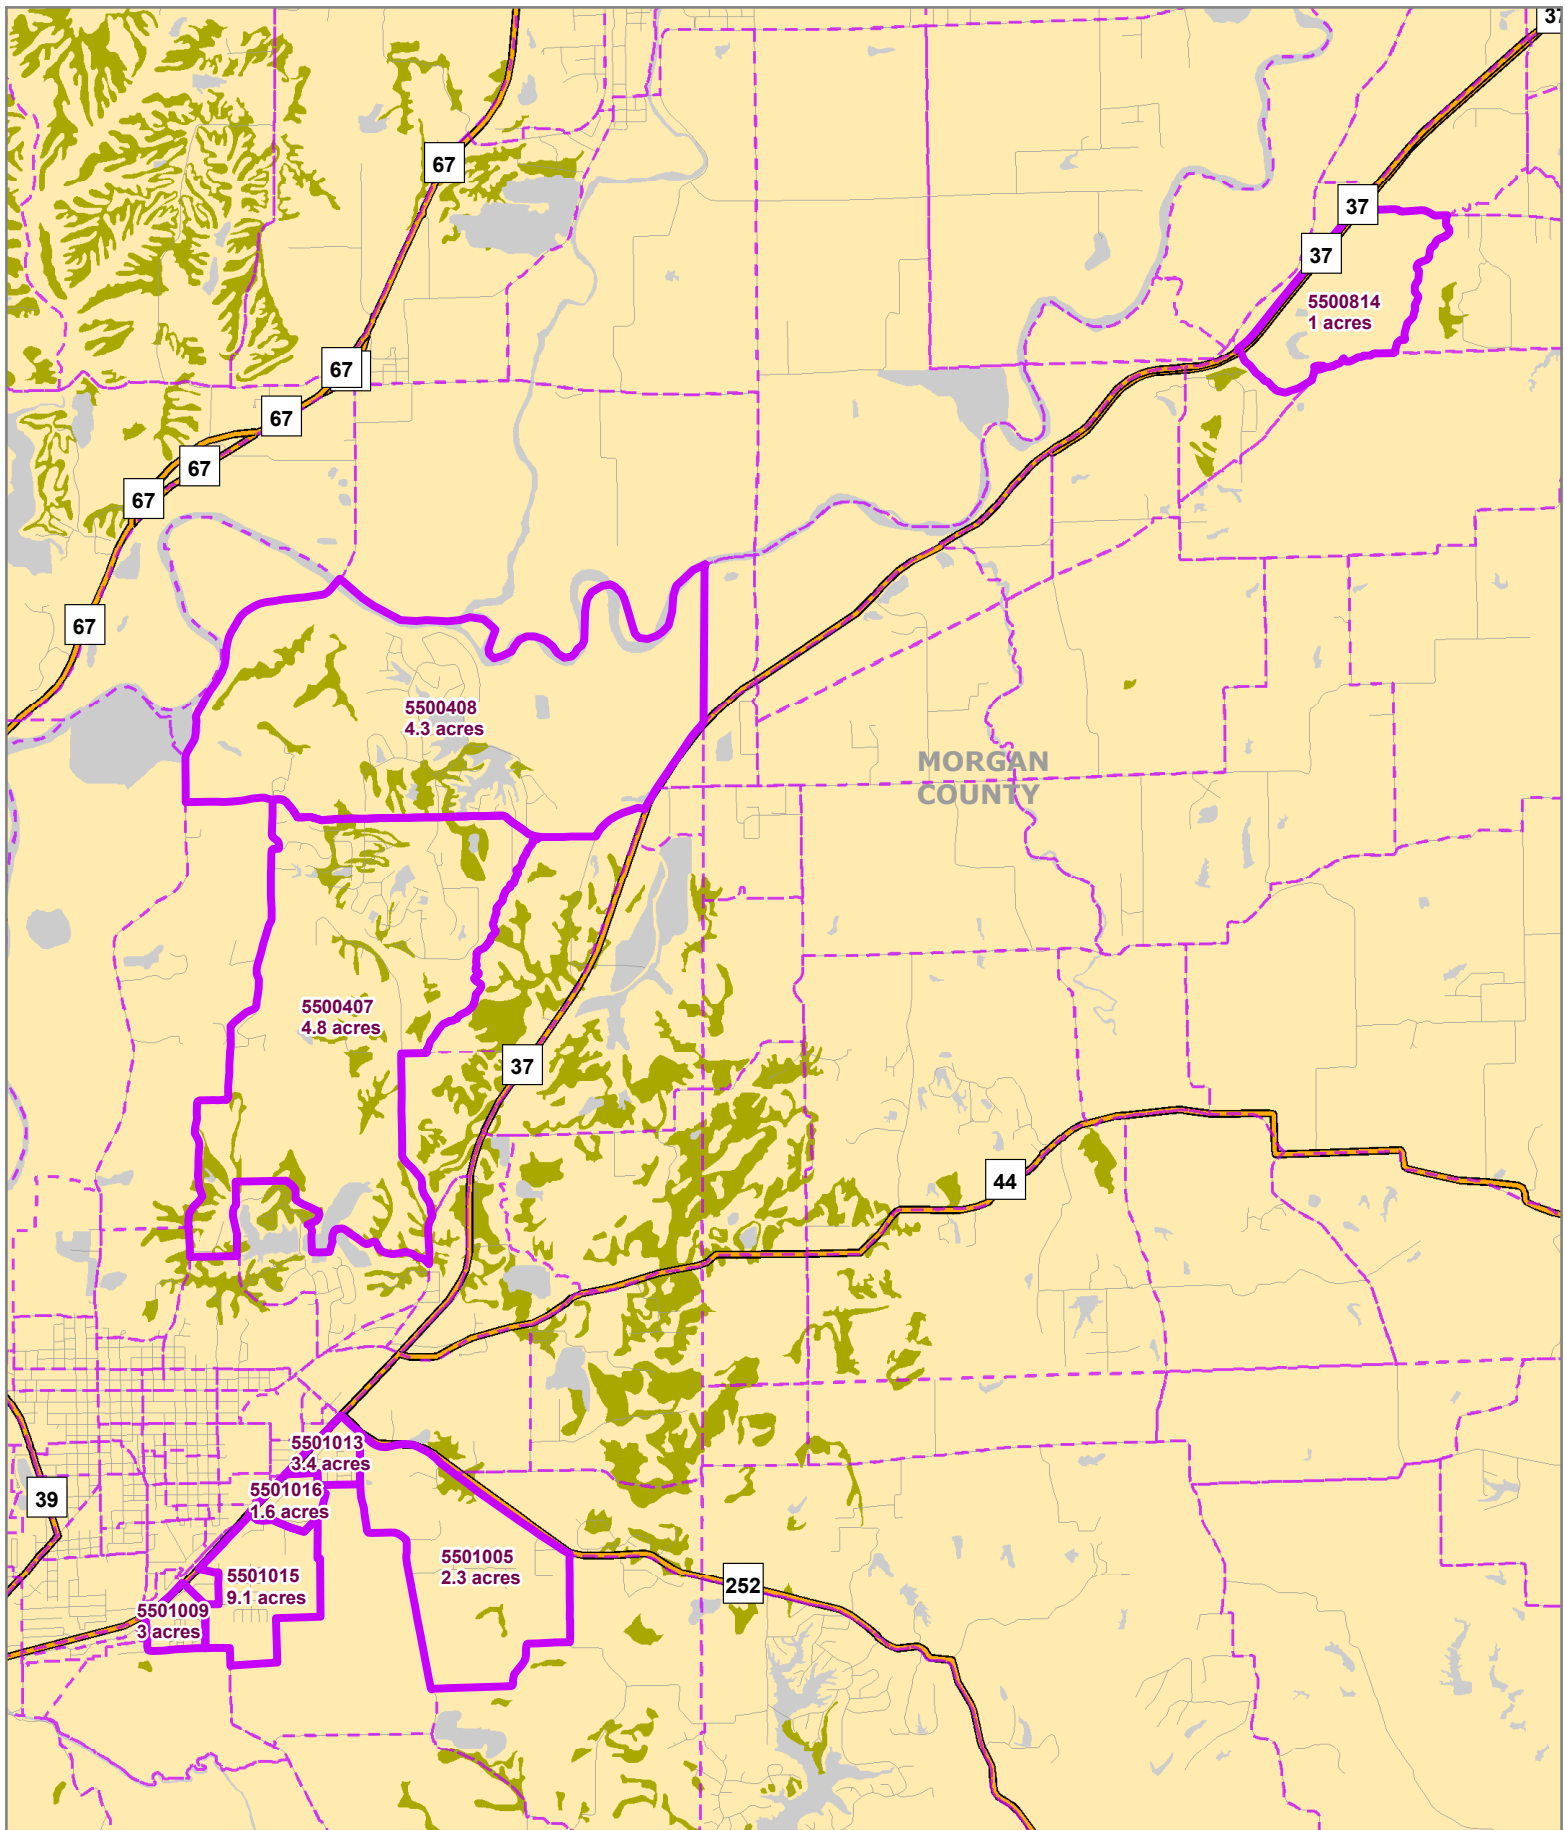 37
67
37
37
5500814
1 acres
67
67
67
67
67
5500408
4.3 acres
MORGAN
COUNTY
5500407
4.8 acres
37
44
5501013
3.4 acres
39
5501016
1.6 acres
5501005
2.3 acres
5501015
9.1 acres
252
5501009
3 acres